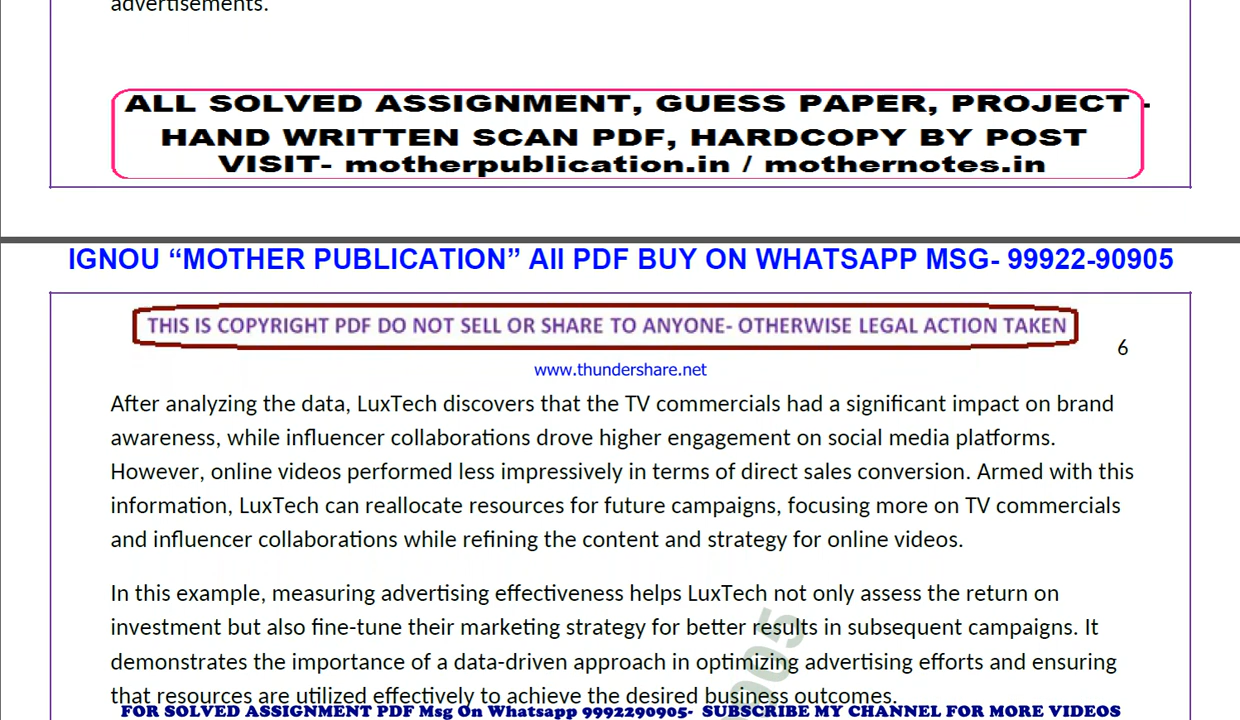 advertisements.
ALL SOLVED ASSIGNMENT, GUESS PAPER, PROJECT -
HAND WRITTEN SCAN PDF, HARDCOPY BY POST
VISIT- motherpublication.in / mothernotes.in
IGNOU “MOTHER PUBLICATION” All PDF BUY ON WHATSAPP MSG- 99922-90905
THIS IS COPYRIGHT PDF DO NOT SELL OR SHARE TO ANYONE- OTHERWISE LEGAL ACTION TAKEN
6
www.thundershare.net
After analyzing the data, LuxTech discovers that the TV commercials had a significant impact on brand
awareness, while influencer collaborations drove higher engagement on social media platforms.
However, online videos performed less impressively in terms of direct sales conversion. Armed with this
information, LuxTech can reallocate resources for future campaigns, focusing more on TV commercials
and influencer collaborations while refining the content and strategy for online videos.
In this example, measuring advertising effectiveness helps LuxTech not only assess the return on
investment but also fine-tune their marketing strategy for better results in subsequent campaigns. It
demonstrates the importance of a data-driven approach in optimizing advertising efforts and ensuring
that resources are utilized effectively to achieve the desired business outcomes.
FOR SOLVED ASSIGNMENT PDF Msg On Whatsapp 9992290905- SUBSCRIBE MY CHANNEL FOR MORE VIDEOS